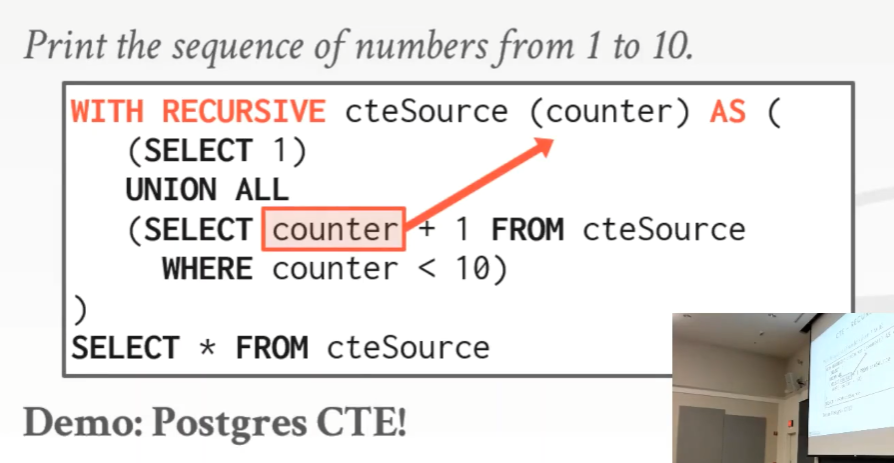 Print the sequence of numbers from 1 to 10.
WITH RECURSIVE cteSource (counter) AS (
(SELECT 1)
UNION ALL
(SELECT counter + 1 FROM cteSource
WHERE counter < 10)
)
SELECT * FROM cteSource
Demo: Postgres CTE!